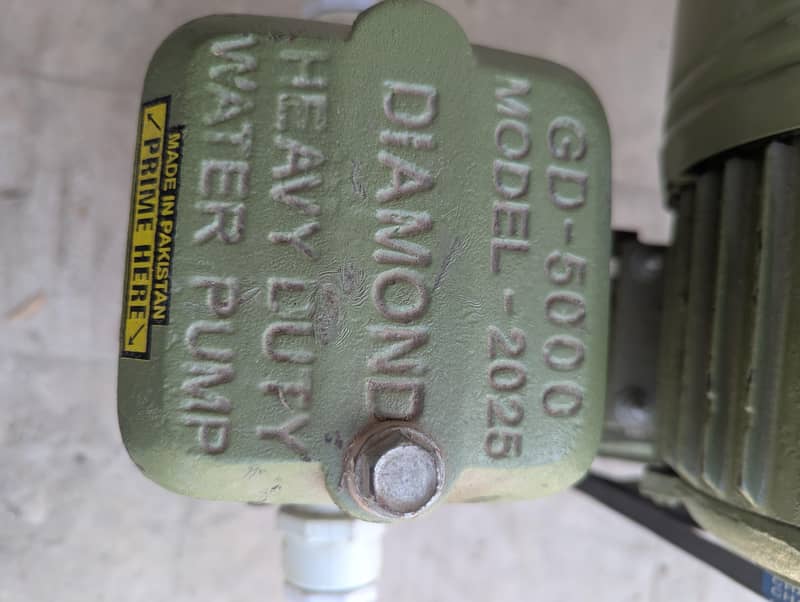 GD-5000
MODEL-2025
DIAMOND
HEAVY DUTY
WATER PUMP
MADE IN PAKISTAN
PRIME HERE